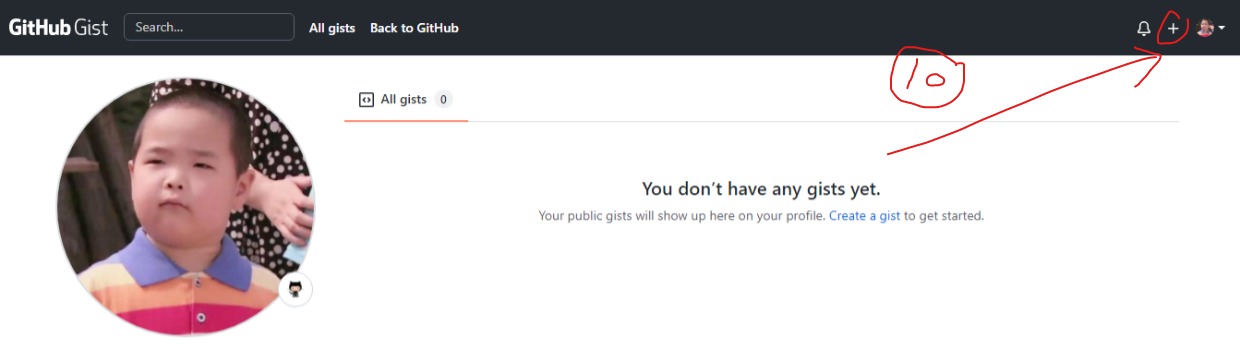 GitHub Gist Search... All gists Back to GitHub +
10
All gists 0
You don't have any gists yet.
Your public gists will show up here on your profile. Create a gist to get started.